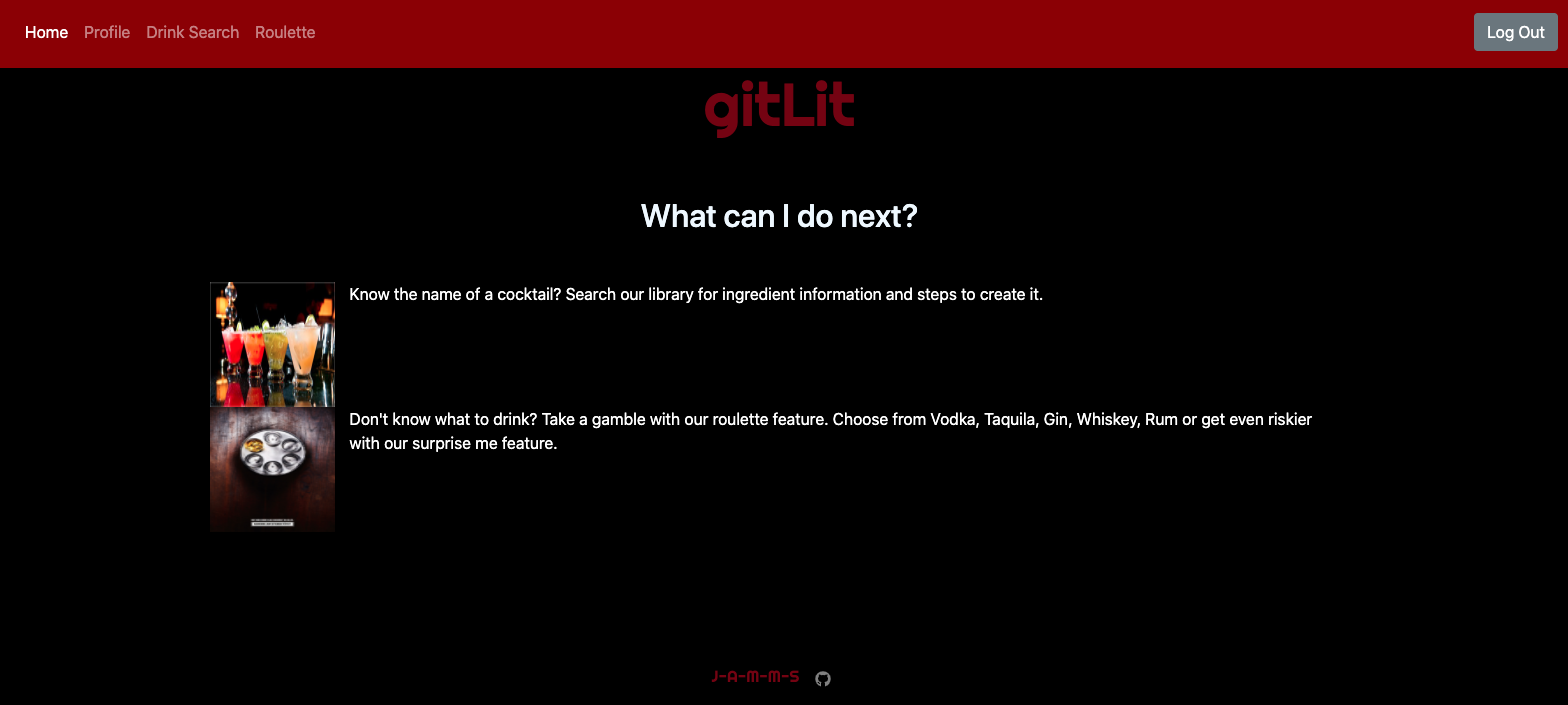 Home Profile Drink Search Roulette Log Out
gitLit
What can I do next?
Know the name of a cocktail? Search our library for ingredient information and steps to create it.
Don't know what to drink? Take a gamble with our roulette feature. Choose from Vodka, Taquila, Gin, Whiskey, Rum or get even riskier
with our surprise me feature.
J-A-M-M-S